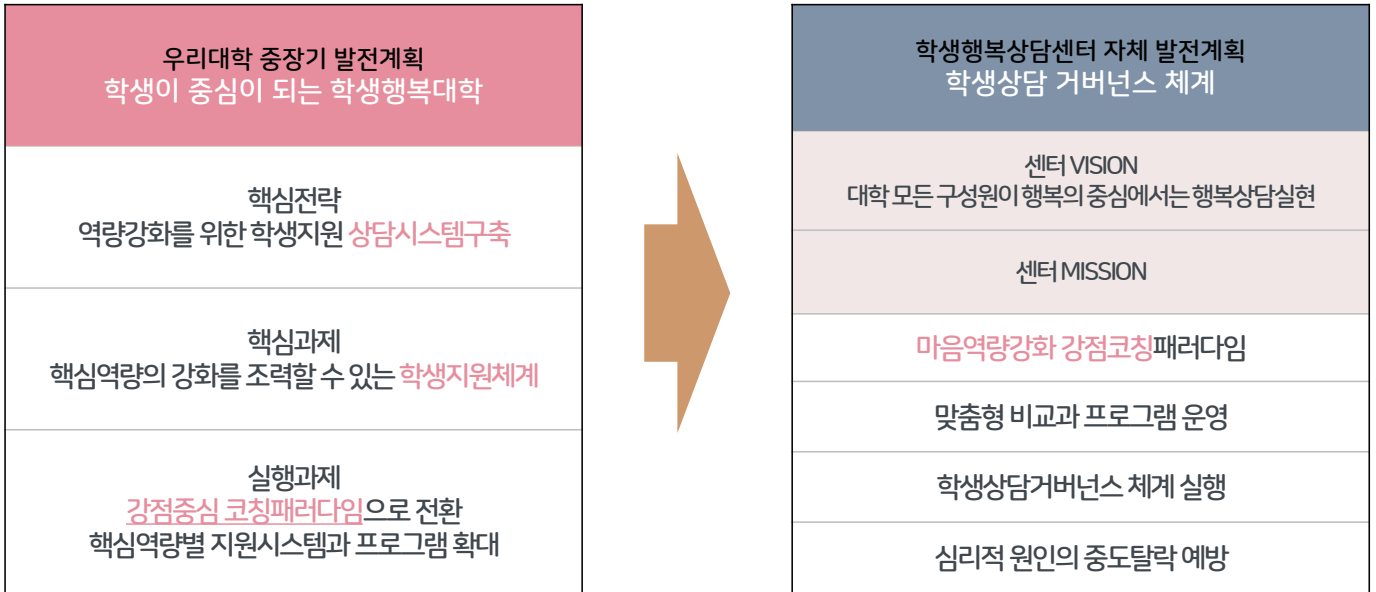 우리대학 중장기 발전계획
학생이 중심이 되는 학생행복대학
핵심전략
역량강화를 위한 학생지원 상담시스템구축
핵심과제
핵심역량의 강화를 조력할 수 있는 학생지원체계
실행과제
강점중심 코칭패러다임으로 전환
핵심역량별 지원시스템과 프로그램 확대
학생행복상담센터 자체 발전계획
학생상담 거버넌스 체계
센터 VISION
대학 모든 구성원이 행복의 중심에서는 행복상담실현
센터 MISSION
마음역량강화 강점코칭패러다임
맞춤형 비교과 프로그램 운영
학생상담거버넌스 체계 실행
심리적 원인의 중도탈락 예방